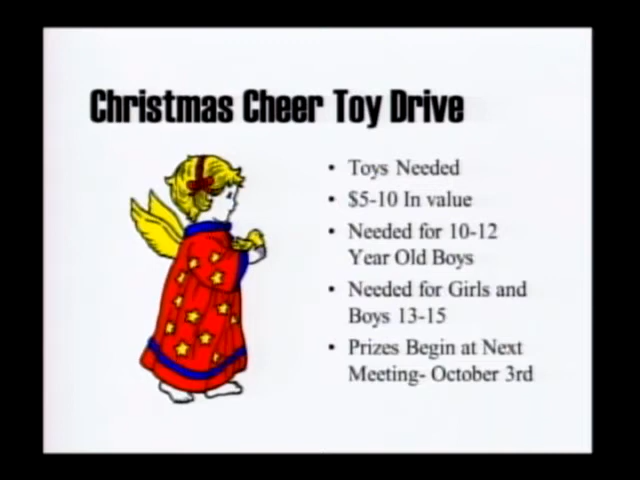 Christmas Cheer Toy Drive
• Toys Needed
• $5-10 In value
• Needed for 10-12
Year Old Boys
• Needed for Girls and
Boys 13-15
• Prizes Begin at Next
Meeting- October 3rd